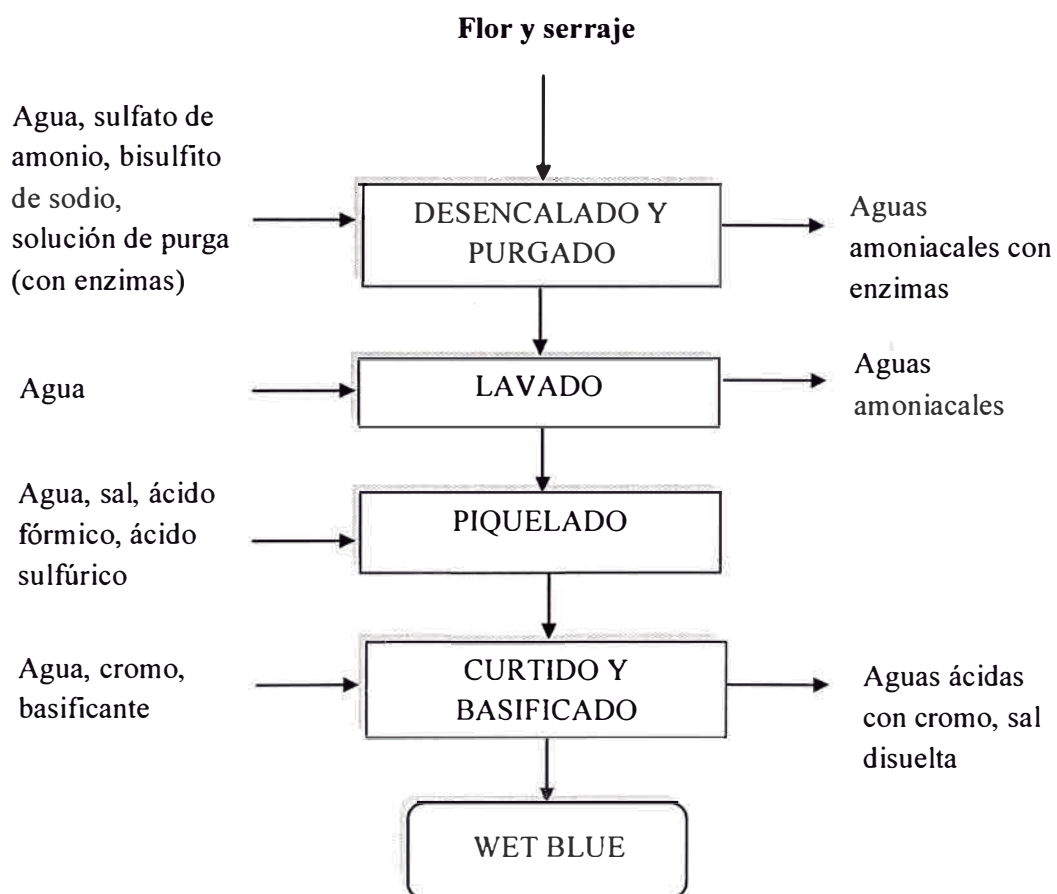 Flor y serraje
Agua, sulfato de
amonio, bisulfito
de sodio,
solución de purga
(con enzimas)
DESENCALADO Y
PURGADO
Aguas
amoniacales con
enzimas
Agua
LAVADO
Aguas
amoniacales
Agua, sal, ácido
fórmico, ácido
sulfúrico
PIQUELADO
Agua, cromo,
basificante
CURTIDO Y
BASIFICADO
Aguas ácidas
con cromo, sal
disuelta
WET BLUE